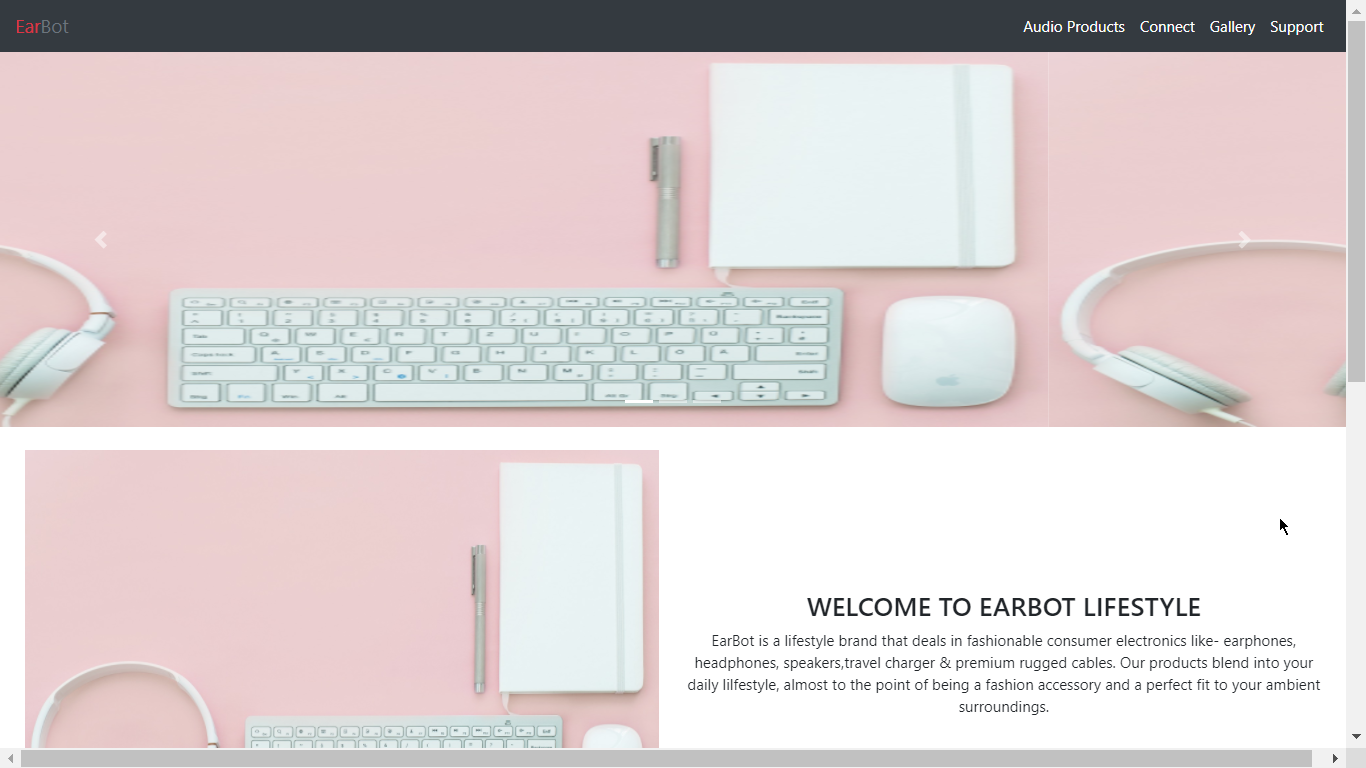 EarBot
Audio Products Connect Gallery Support
WELCOME TO EARBOT LIFESTYLE
EarBot is a lifestyle brand that deals in fashionable consumer electronics like- earphones,
headphones, speakers,travel charger & premium rugged cables. Our products blend into your
daily lilfestyle, almost to the point of being a fashion accessory and a perfect fit to your ambient
surroundings.